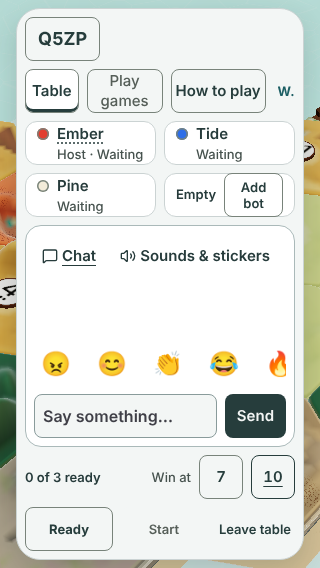 Q5ZP
Table
Play games
How to play
W.
Ember
Host · Waiting
Tide
Waiting
Pine
Waiting
Empty
Add bot
Chat
Sounds & stickers
Say something...
Send
0 of 3 ready
Win at
7
10
Ready
Start
Leave table